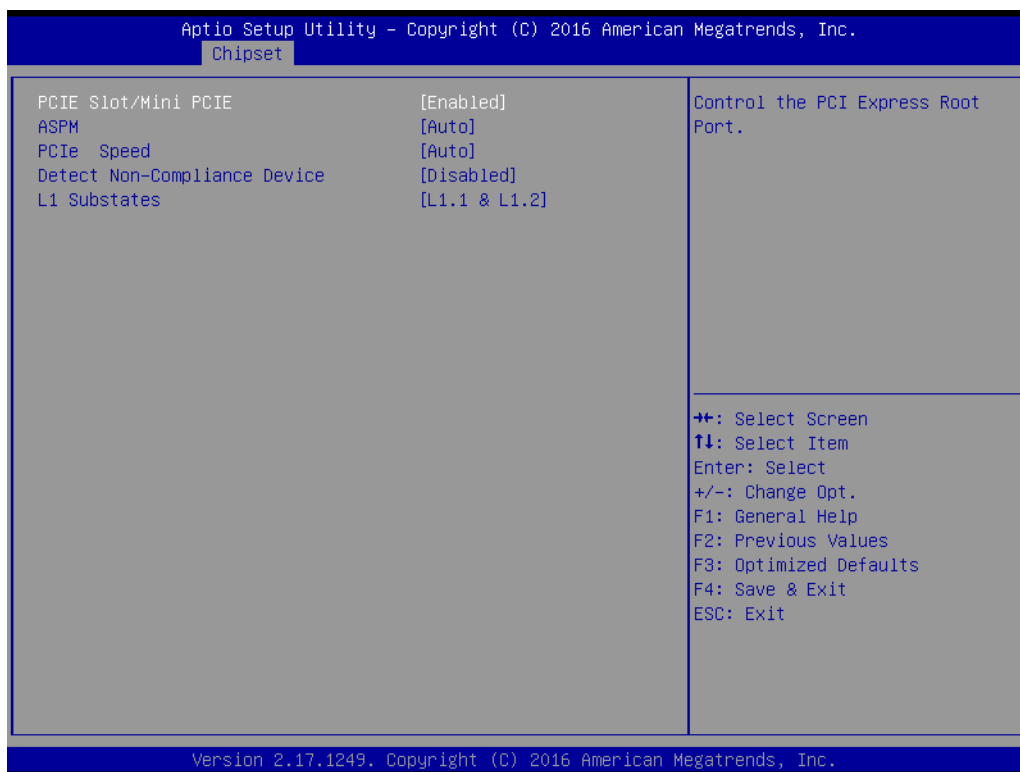 Aptio Setup Utility – Copyright (C) 2016 American Megatrends, Inc.
Chipset
PCIE Slot/Mini PCIE [Enabled]
ASPM [Auto]
PCIe  Speed [Auto]
Detect Non-Compliance Device [Disabled]
L1 Substates [L1.1 & L1.2]
Control the PCI Express Root
Port.
→←: Select Screen
↑↓: Select Item
Enter: Select
+/-: Change Opt.
F1: General Help
F2: Previous Values
F3: Optimized Defaults
F4: Save & Exit
ESC: Exit
Version 2.17.1249. Copyright (C) 2016 American Megatrends, Inc.